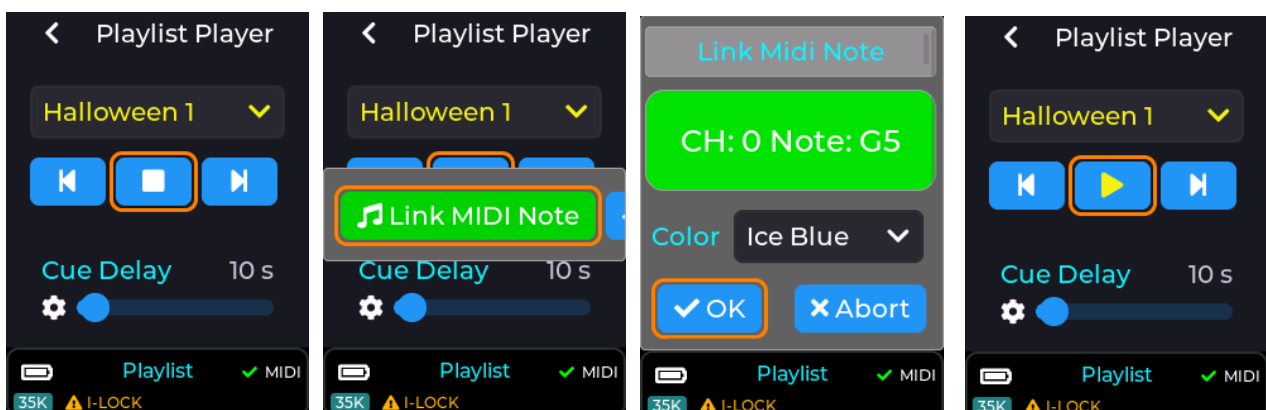 Playlist Player
Halloween 1
Cue Delay 10 s
Playlist MIDI
35K I-LOCK
Playlist Player
Halloween 1
Link MIDI Note
Cue Delay 10 s
Playlist MIDI
35K I-LOCK
Link Midi Note
CH: 0 Note: G5
Color Ice Blue
OK Abort
Playlist MIDI
35K I-LOCK
Playlist Player
Halloween 1
Cue Delay 10 s
Playlist MIDI
35K I-LOCK